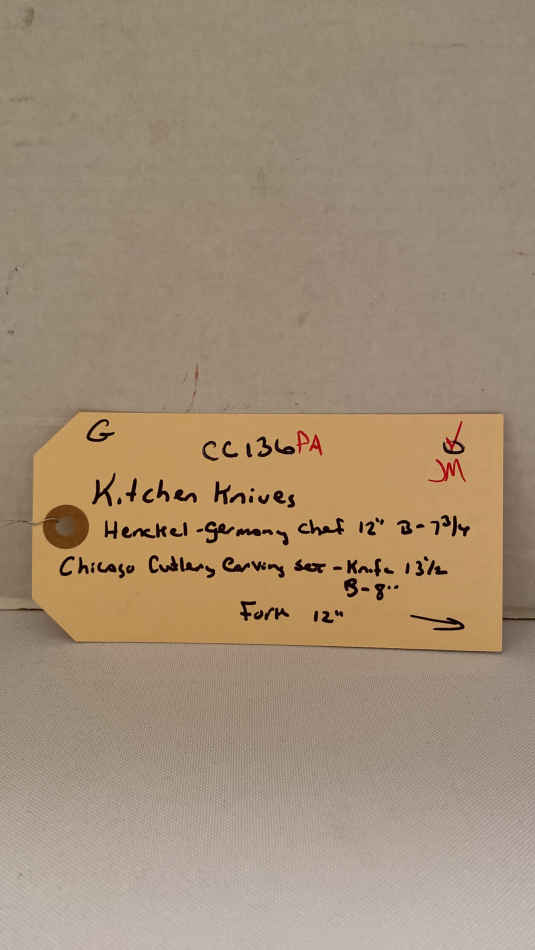 G
CC136PA
JM
Kitchen Knives
Henckel - Germany Chef 12" B- 7 3/4
Chicago Cutlery Carving Set - Knife 13 1/2
B- 8"
Fork 12"